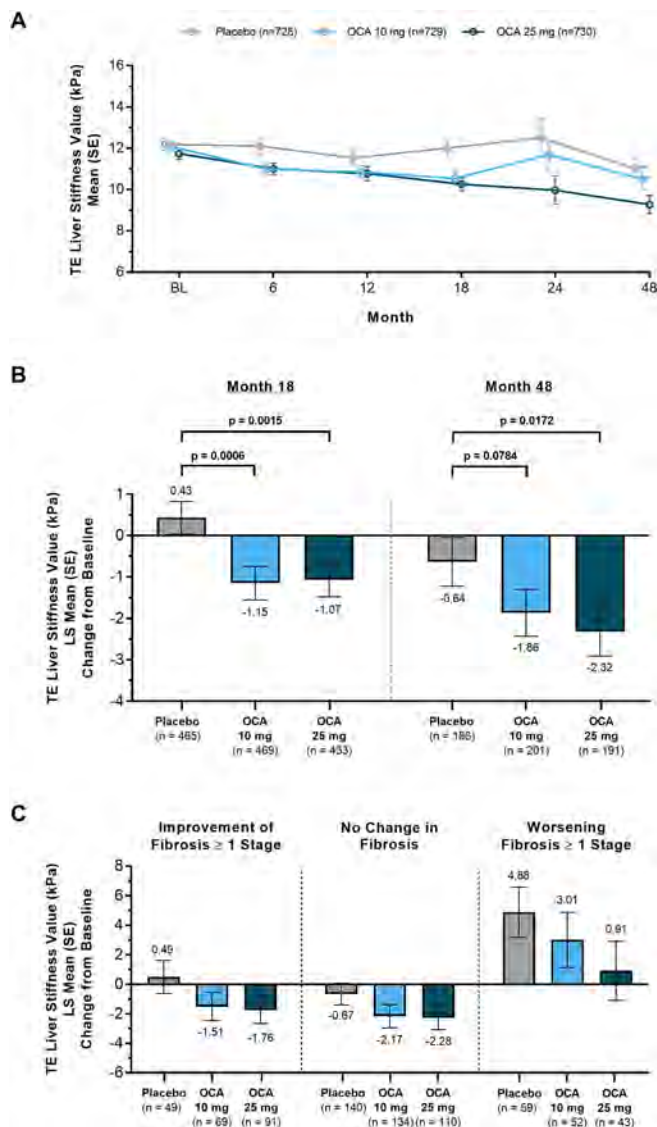 A
Placebo (n=728) OCA 10 mg (n=729) OCA 25 mg (n=730)
TE Liver Stiffness Value (kPa)
Mean (SE)
16
14
12
10
8
6
BL 6 12 18 24 48
Month
B
Month 18 Month 48
p = 0.0015 p = 0.0172
p = 0.0006 p = 0.0784
TE Liver Stiffness Value (kPa)
LS Mean (SE)
Change from Baseline
1
0
-1
-2
-3
-4
0.43
-1.15 -1.07
-0.64
-1.86
-2.32
Placebo OCA OCA Placebo OCA OCA
10 mg 25 mg 10 mg 25 mg
(n = 465) (n = 469) (n = 453) (n = 186) (n = 201) (n = 191)
C
Improvement of No Change in Worsening
Fibrosis ≥ 1 Stage Fibrosis Fibrosis ≥ 1 Stage
TE Liver Stiffness Value (kPa)
LS Mean (SE)
Change from Baseline
8
6
4
2
0
-2
-4
-6
0.49
-1.51 -1.76
-0.67
-2.17 -2.28
4.88
3.01
0.91
Placebo OCA OCA Placebo OCA OCA Placebo OCA OCA
(n = 49) 10 mg 25 mg (n = 140) 10 mg 25 mg (n = 59) 10 mg 25 mg
(n = 69) (n = 91) (n = 134) (n = 110) (n = 52) (n = 43)